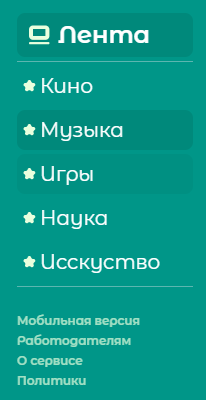 Лента
Кино
Музыка
Игры
Наука
Исскуство
Мобильная версия
Работодателям
О сервисе
Политики